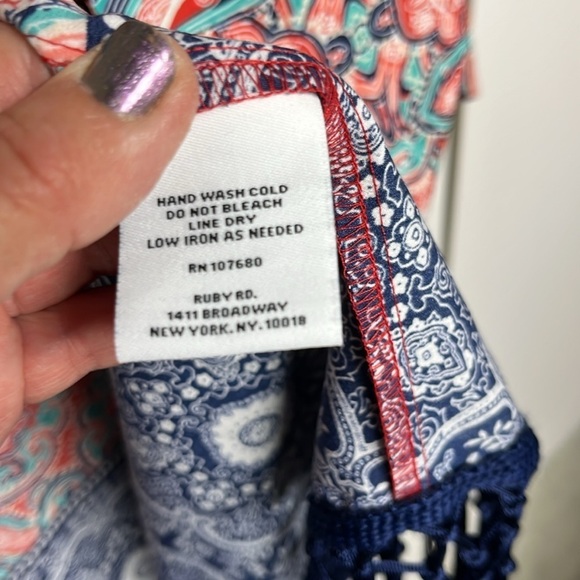 HAND WASH COLD
DO NOT BLEACH
LINE DRY
LOW IRON AS NEEDED
RN 107680
RUBY RD.
1411 BROADWAY
NEW YORK. NY. 10018